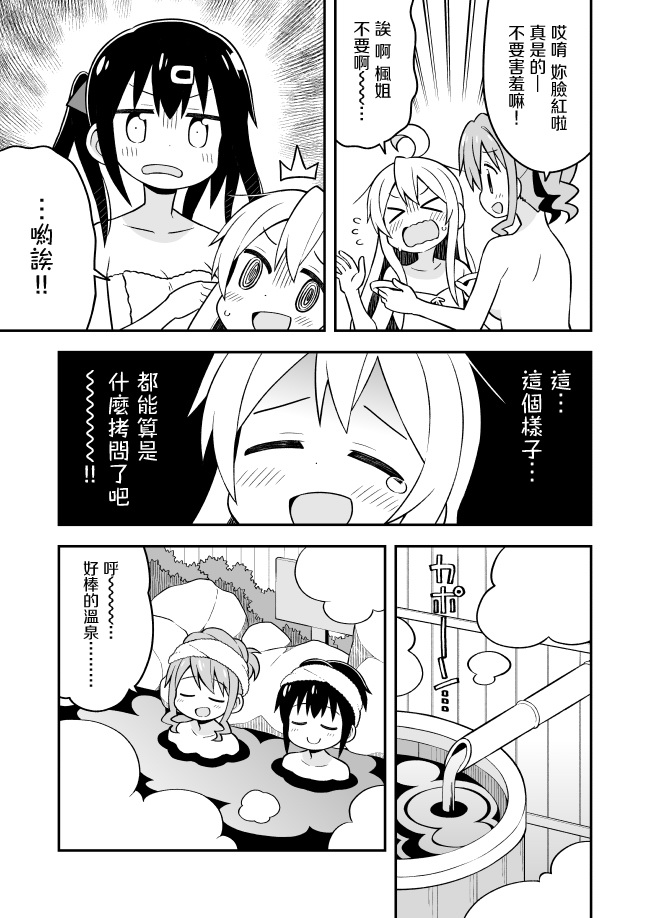 哎唷 妳臉紅啦
真是的—
不要害羞嘛！
誒 啊 楓姐
不要啊～～～…
…喲誒!!
這…
這個樣子…
都能算是
什麼拷問了吧
～～～～～!!
カポーーン…
呼～～～～…
好棒的溫泉………